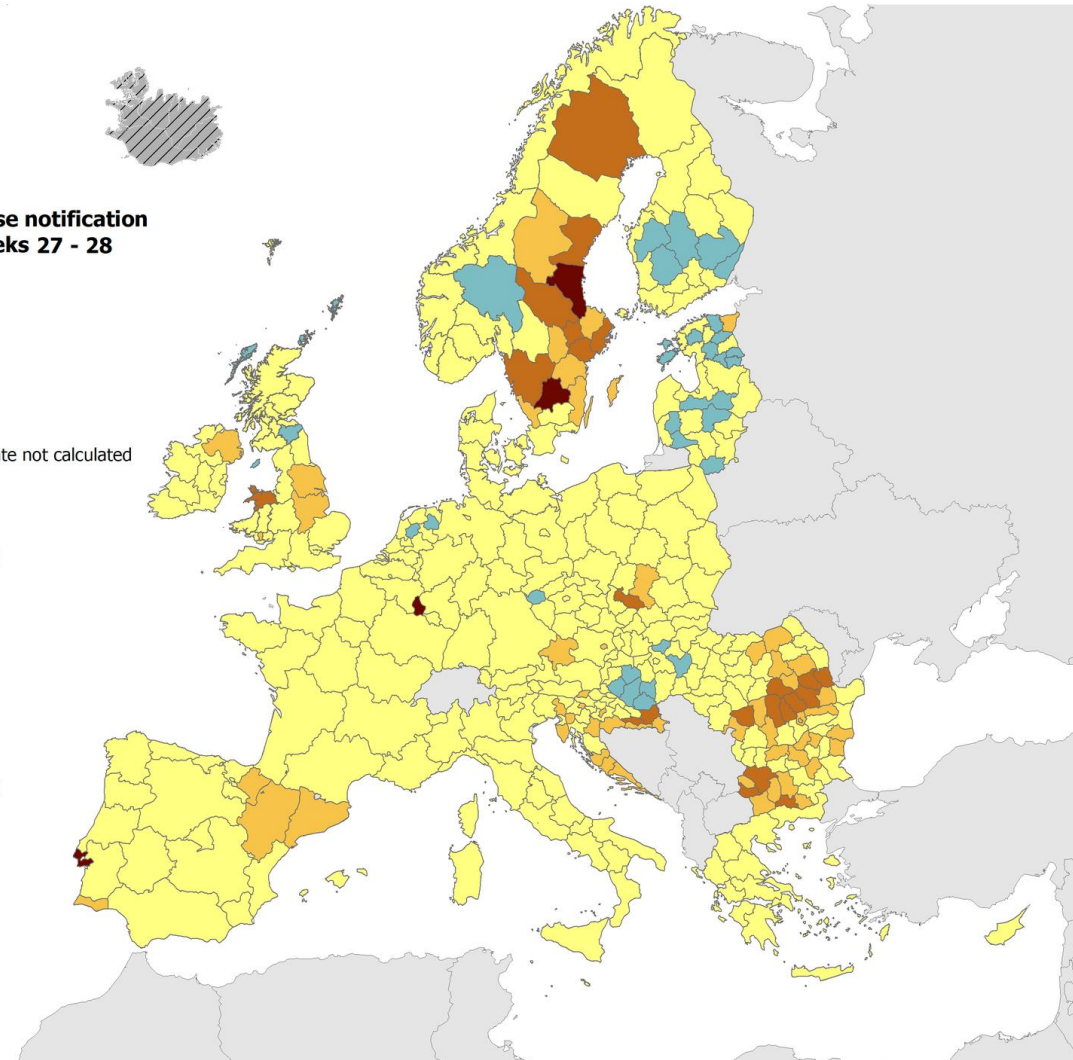 se notification
eks 27 - 28
te not calculated